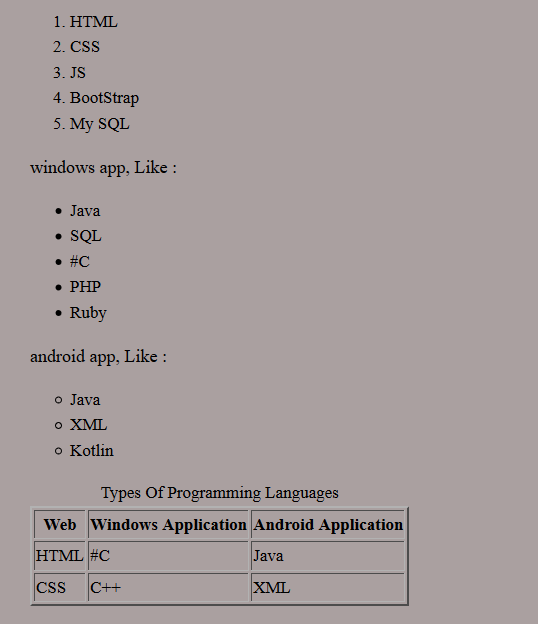 1. HTML
2. CSS
3. JS
4. BootStrap
5. My SQL
windows app, Like :
• Java
• SQL
• #C
• PHP
• Ruby
android app, Like :
○ Java
○ XML
○ Kotlin
Types Of Programming Languages
Web Windows Application Android Application
HTML #C Java
CSS C++ XML